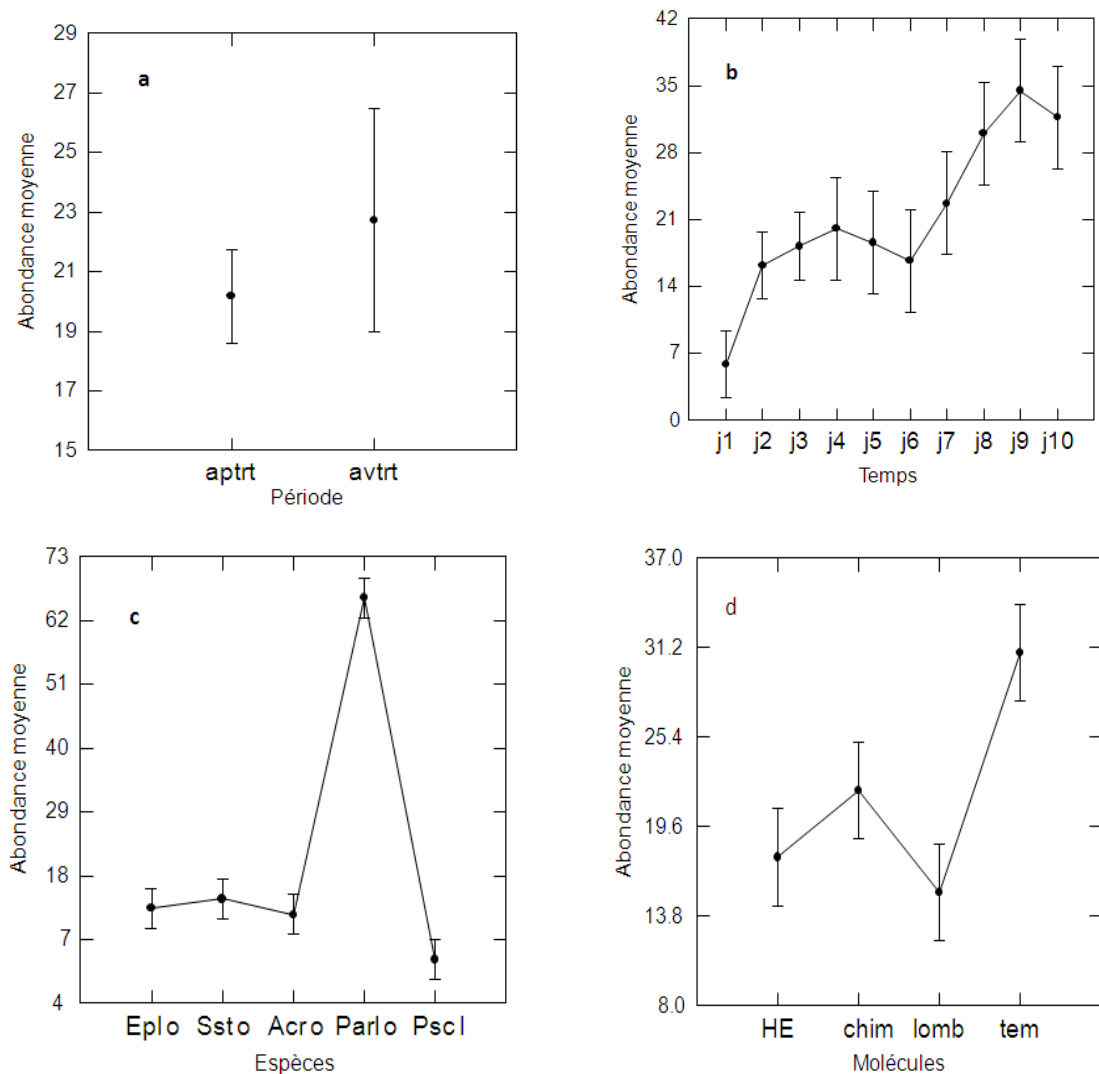 a
Abondance moyenne
29
27
25
23
21
19
17
15
aptrt avtrt
Période
b
Abondance moyenne
42
35
28
21
14
7
0
j1 j2 j3 j4 j5 j6 j7 j8 j9 j10
Temps
c
Abondance moyenne
73
62
51
40
29
18
7
4
Eplo Ssto Acro Parlo Pscl
Espèces
d
Abondance moyenne
37.0
31.2
25.4
19.6
13.8
8.0
HE chim lomb tem
Molécules